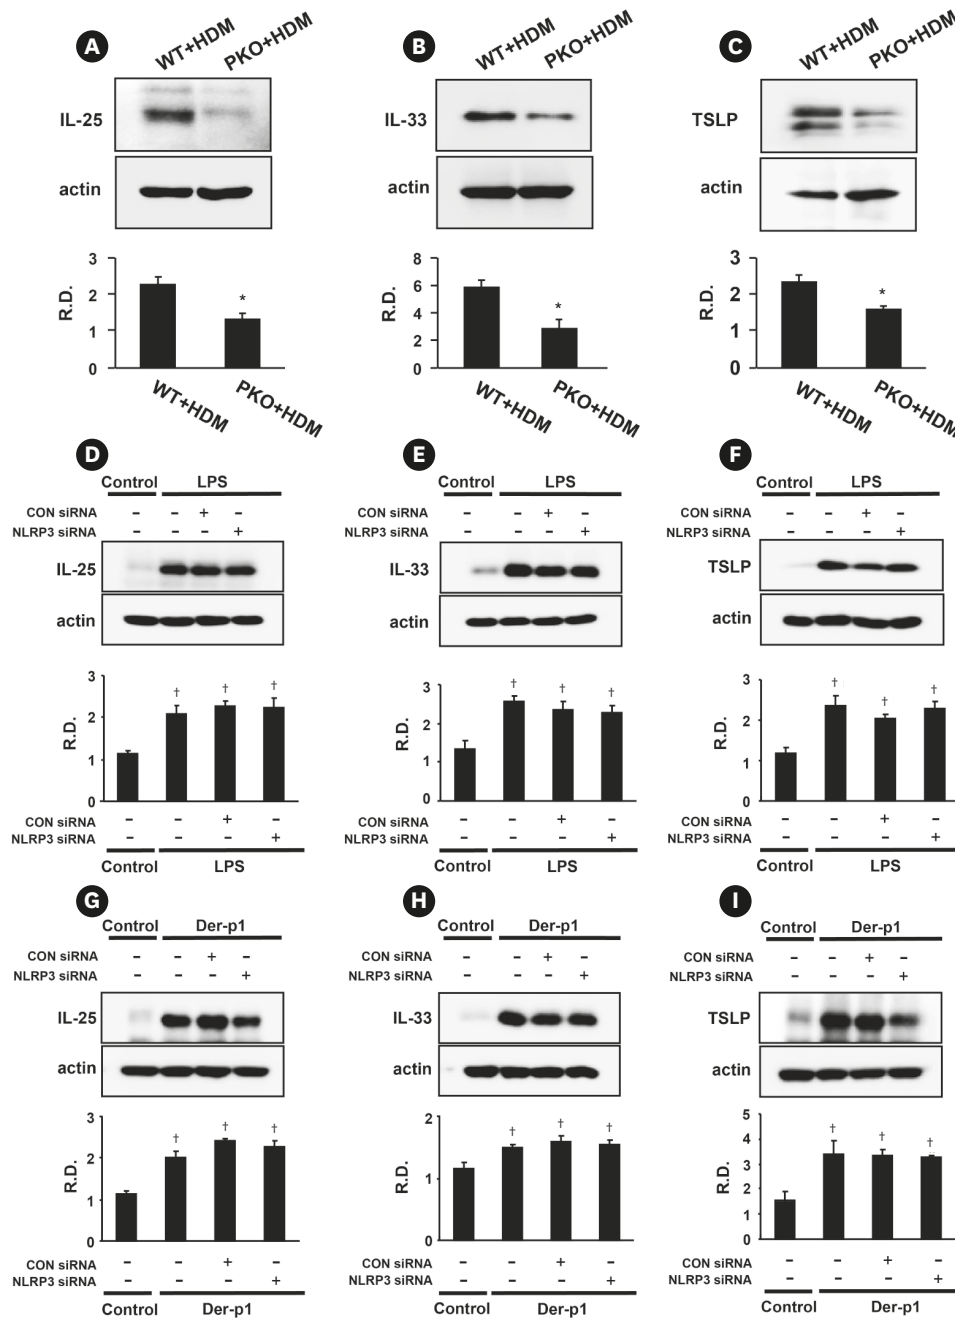 A
WT+HDM PKO+HDM
IL-25
actin
R.D.
3
2
1
0
*
WT+HDM PKO+HDM
B
WT+HDM PKO+HDM
IL-33
actin
R.D.
8
6
4
2
0
*
WT+HDM PKO+HDM
C
WT+HDM PKO+HDM
TSLP
actin
R.D.
3
2
1
0
*
WT+HDM PKO+HDM
D
Control LPS
CON siRNA – – + –
NLRP3 siRNA – – – +
IL-25
actin
R.D.
3
2
1
0
† † †
CON siRNA – – + –
NLRP3 siRNA – – – +
Control LPS
E
Control LPS
– – + –
– – – +
IL-33
actin
R.D.
3
2
1
0
† † †
CON siRNA – – + –
NLRP3 siRNA – – – +
Control LPS
F
Control LPS
CON siRNA – – + –
NLRP3 siRNA – – – +
TSLP
actin
R.D.
3
2
1
0
† † †
CON siRNA – – + –
NLRP3 siRNA – – – +
Control LPS
G
Control Der-p1
CON siRNA – – + –
NLRP3 siRNA – – – +
IL-25
actin
R.D.
3
2
1
0
† † †
CON siRNA – – + –
NLRP3 siRNA – – – +
Control Der-p1
H
Control Der-p1
CON siRNA – – + –
NLRP3 siRNA – – – +
IL-33
actin
R.D.
2
1
0
† † †
CON siRNA – – + –
NLRP3 siRNA – – – +
Control Der-p1
I
Control Der-p1
CON siRNA – – + –
NLRP3 siRNA – – – +
TSLP
actin
R.D.
5
4
3
2
1
0
† † †
CON siRNA – – + –
NLRP3 siRNA – – – +
Control Der-p1